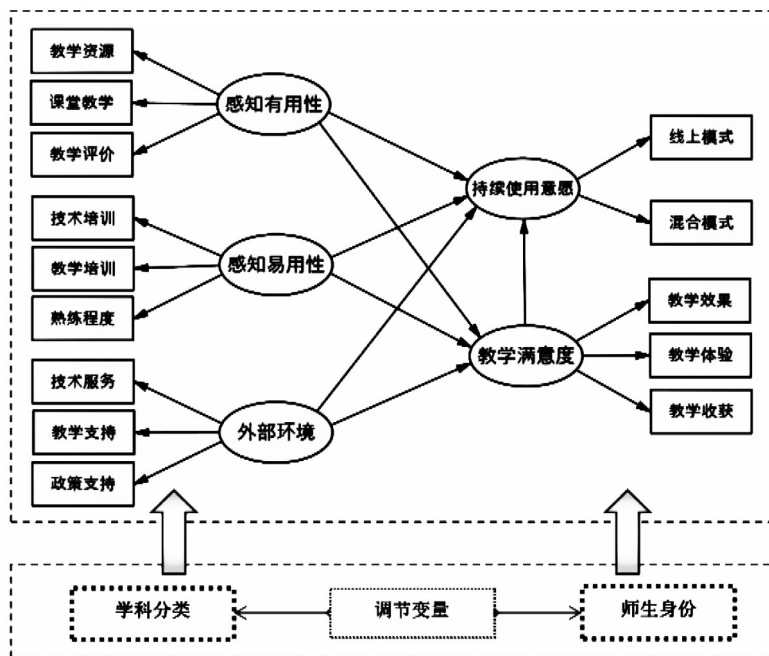 教学资源
课堂教学
教学评价
感知有用性
技术培训
教学培训
熟练程度
感知易用性
技术服务
教学支持
政策支持
外部环境
持续使用意愿
教学满意度
线上模式
混合模式
教学效果
教学体验
教学收获
学科分类
调节变量
师生身份